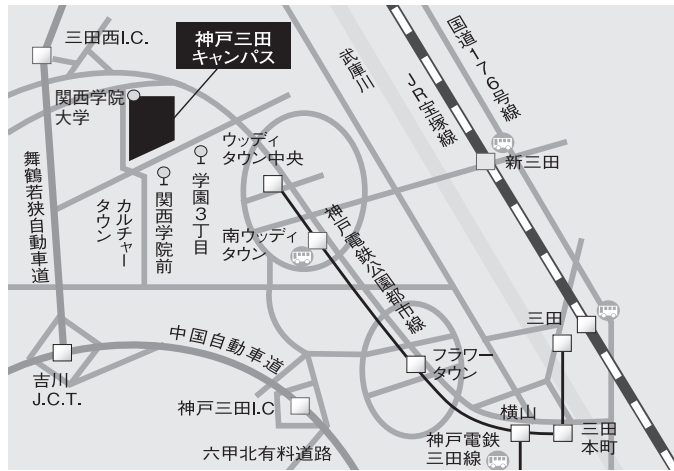 三田西I.C.
神戸三田
キャンパス
関西学院
大学
舞鶴若狭自動車道
カルチャー
タウン
関西学院前
学園3丁目
ウッディ
タウン中央
南ウッディ
タウン
神戸電鉄公園都市線
武庫川
JR宝塚線
国道176号線
新三田
三田
フラワー
タウン
中国自動車道
吉川
J.C.T.
神戸三田I.C
六甲北有料道路
横山
神戸電鉄
三田線
三田
本町